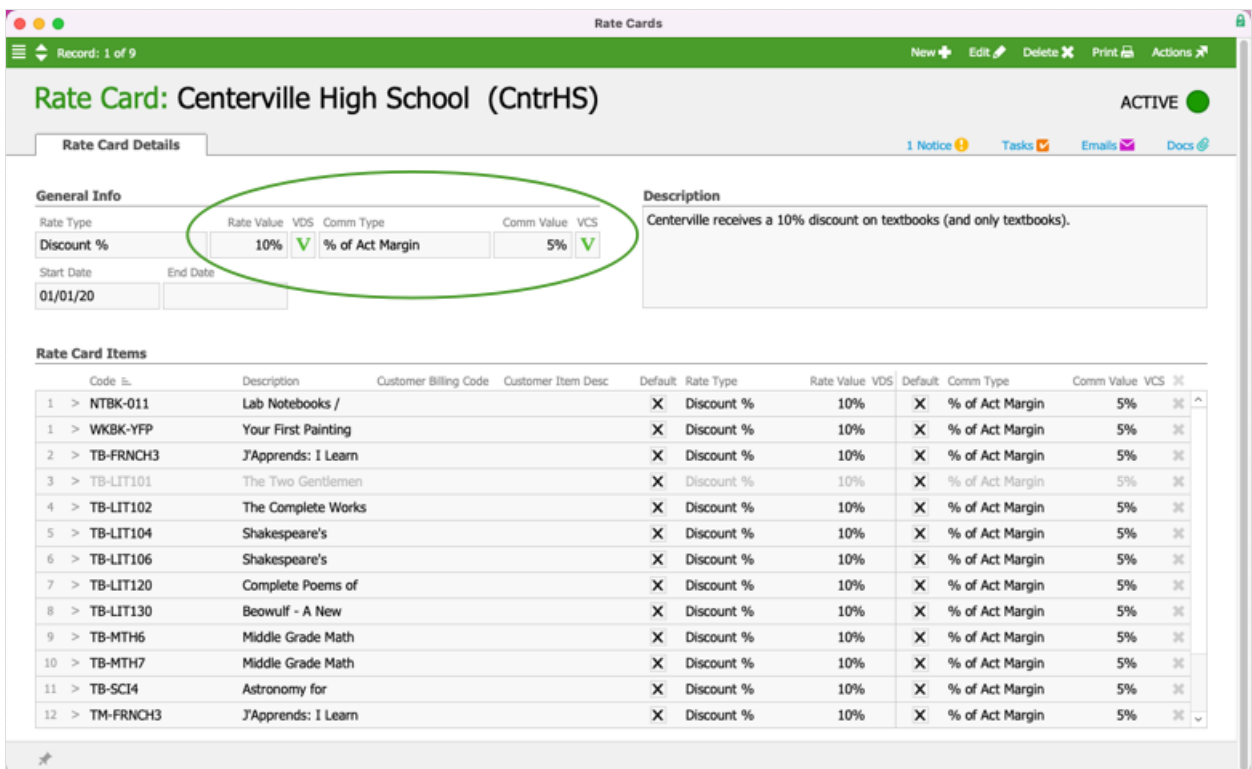 Rate Cards
Record: 1 of 9 New Edit Delete Print Actions
Rate Card: Centerville High School (CntrHS) ACTIVE
Rate Card Details 1 Notice Tasks Emails Docs
General Info Description
Rate Type Rate Value VDS Comm Type Comm Value VCS
Centerville receives a 10% discount on textbooks (and only textbooks).
Discount % 10% V % of Act Margin 5% V
Start Date End Date
01/01/20
Rate Card Items
Code Description Customer Billing Code Customer Item Desc Default Rate Type Rate Value VDS Default Comm Type Comm Value VCS
1 > NTBK-011 Lab Notebooks / X Discount % 10% X % of Act Margin 5%
1 > WKBK-YFP Your First Painting X Discount % 10% X % of Act Margin 5%
2 > TB-FRNCH3 J'Apprends: I Learn X Discount % 10% X % of Act Margin 5%
3 > TB-LIT101 The Two Gentlemen X Discount % 10% X % of Act Margin 5%
4 > TB-LIT102 The Complete Works X Discount % 10% X % of Act Margin 5%
5 > TB-LIT104 Shakespeare's X Discount % 10% X % of Act Margin 5%
6 > TB-LIT106 Shakespeare's X Discount % 10% X % of Act Margin 5%
7 > TB-LIT120 Complete Poems of X Discount % 10% X % of Act Margin 5%
8 > TB-LIT130 Beowulf - A New X Discount % 10% X % of Act Margin 5%
9 > TB-MTH6 Middle Grade Math X Discount % 10% X % of Act Margin 5%
10 > TB-MTH7 Middle Grade Math X Discount % 10% X % of Act Margin 5%
11 > TB-SCI4 Astronomy for X Discount % 10% X % of Act Margin 5%
12 > TM-FRNCH3 J'Apprends: I Learn X Discount % 10% X % of Act Margin 5%